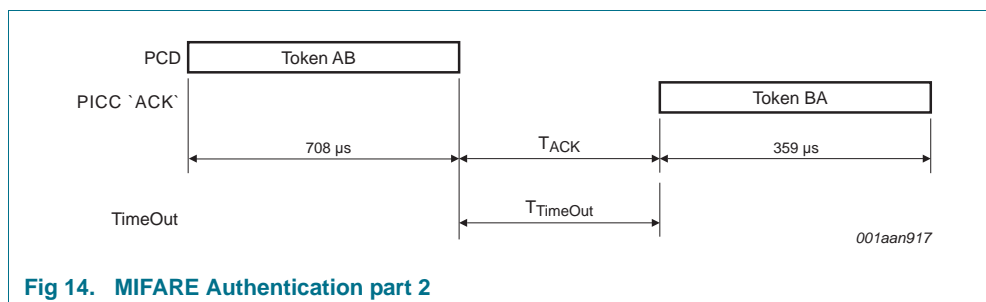 PCD
Token AB
PICC `ACK`
Token BA
708 µs
TACK
359 µs
TimeOut
TTimeOut
001aan917
Fig 14. MIFARE Authentication part 2